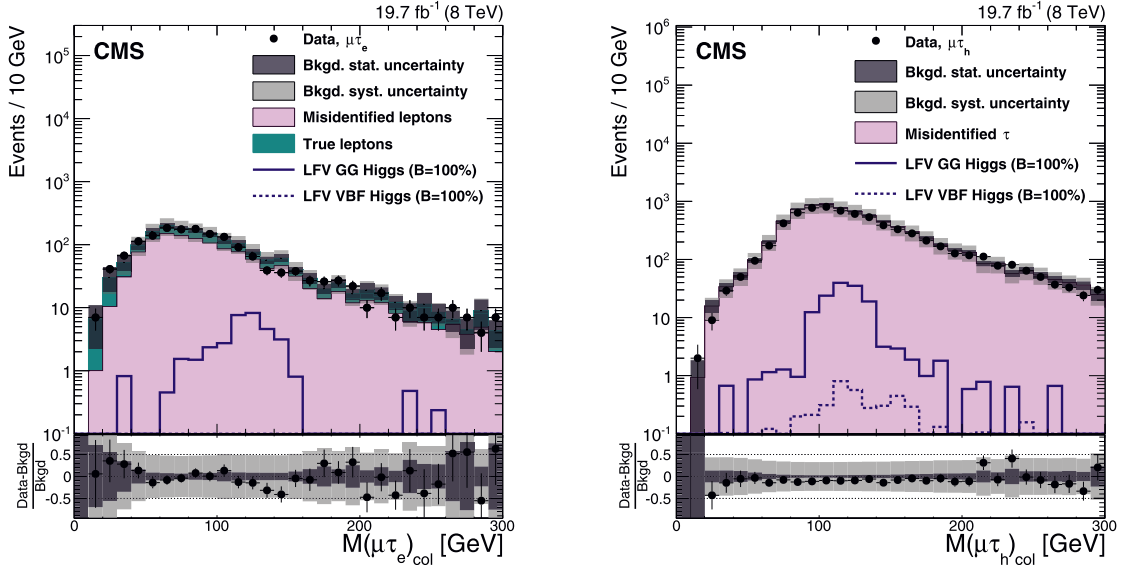 19.7 fb⁻¹ (8 TeV)
CMS
Data, μτₑ
Bkgd. stat. uncertainty
Bkgd. syst. uncertainty
Misidentified leptons
True leptons
LFV GG Higgs (B=100%)
LFV VBF Higgs (B=100%)
Events / 10 GeV
10⁵
10⁴
10³
10²
10
1
10⁻¹
Data-Bkgd
Bkgd
0.5
0
-0.5
0 100 200 300
M(μτₑ)col [GeV]
19.7 fb⁻¹ (8 TeV)
CMS
Data, μτₕ
Bkgd. stat. uncertainty
Bkgd. syst. uncertainty
Misidentified τ
LFV GG Higgs (B=100%)
LFV VBF Higgs (B=100%)
Events / 10 GeV
10⁶
10⁵
10⁴
10³
10²
10
1
10⁻¹
Data-Bkgd
Bkgd
0.5
0
-0.5
0 100 200 300
M(μτₕ)col [GeV]